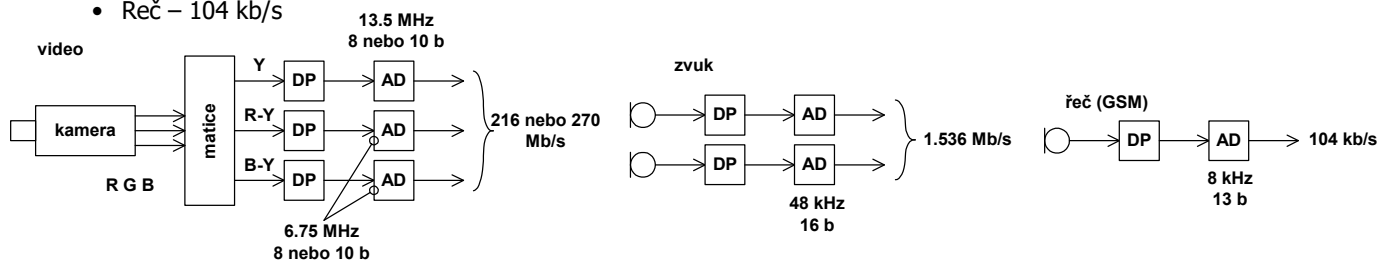 • Řeč – 104 kb/s
video
kamera
R G B
matice
Y
R-Y
B-Y
DP
DP
DP
13.5 MHz
8 nebo 10 b
AD
AD
AD
6.75 MHz
8 nebo 10 b
216 nebo 270
Mb/s
zvuk
DP
AD
DP
AD
48 kHz
16 b
1.536 Mb/s
řeč (GSM)
DP
AD
8 kHz
13 b
104 kb/s